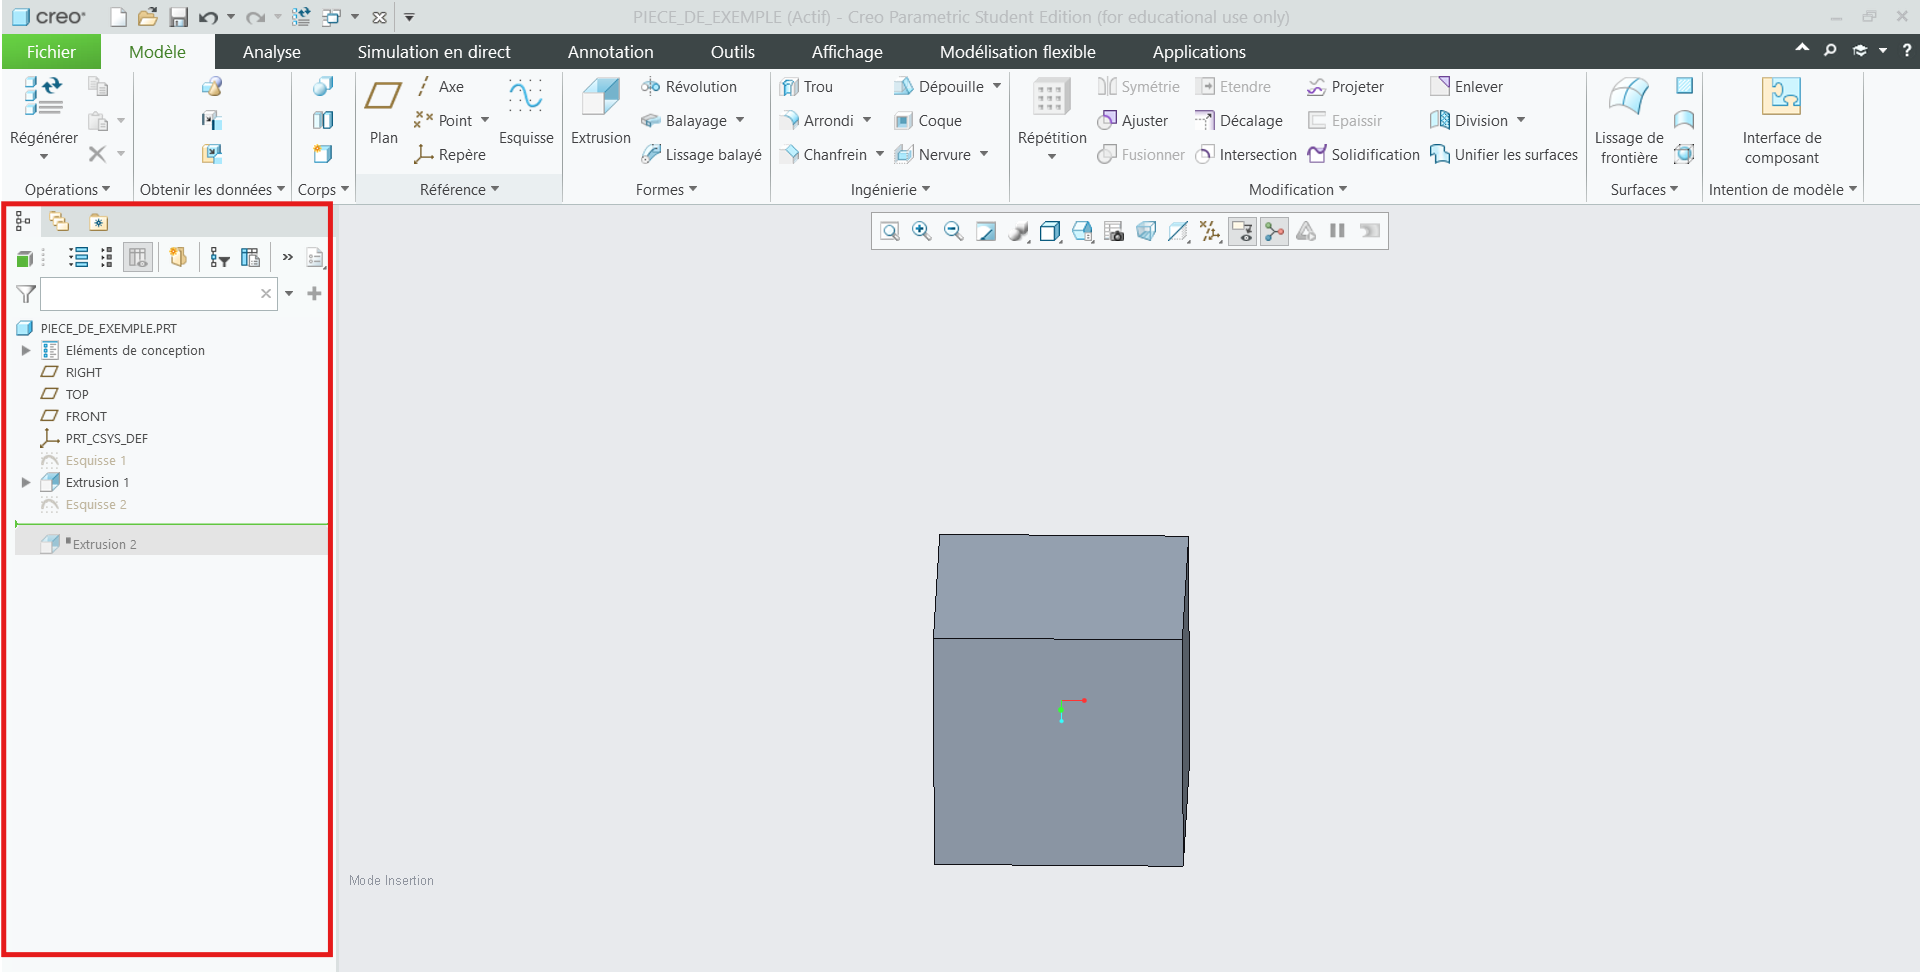 creo
PIECE_DE_EXEMPLE (Actif) - Creo Parametric Student Edition (for educational use only)
Fichier Modèle Analyse Simulation en direct Annotation Outils Affichage Modélisation flexible Applications ?
Régénérer
Opérations
Obtenir les données
Corps
Plan
Axe
Point
Repère
Esquisse
Référence
Extrusion
Révolution
Balayage
Lissage balayé
Formes
Trou
Arrondi
Chanfrein
Dépouille
Coque
Nervure
Ingénierie
Répétition
Symétrie
Ajuster
Fusionner
Etendre
Décalage
Intersection
Projeter
Epaissir
Solidification
Enlever
Division
Unifier les surfaces
Modification
Lissage de
frontière
Surfaces
Interface de
composant
Intention de modèle
PIECE_DE_EXEMPLE.PRT
Eléments de conception
RIGHT
TOP
FRONT
PRT_CSYS_DEF
Esquisse 1
Extrusion 1
Esquisse 2
Extrusion 2
Mode Insertion